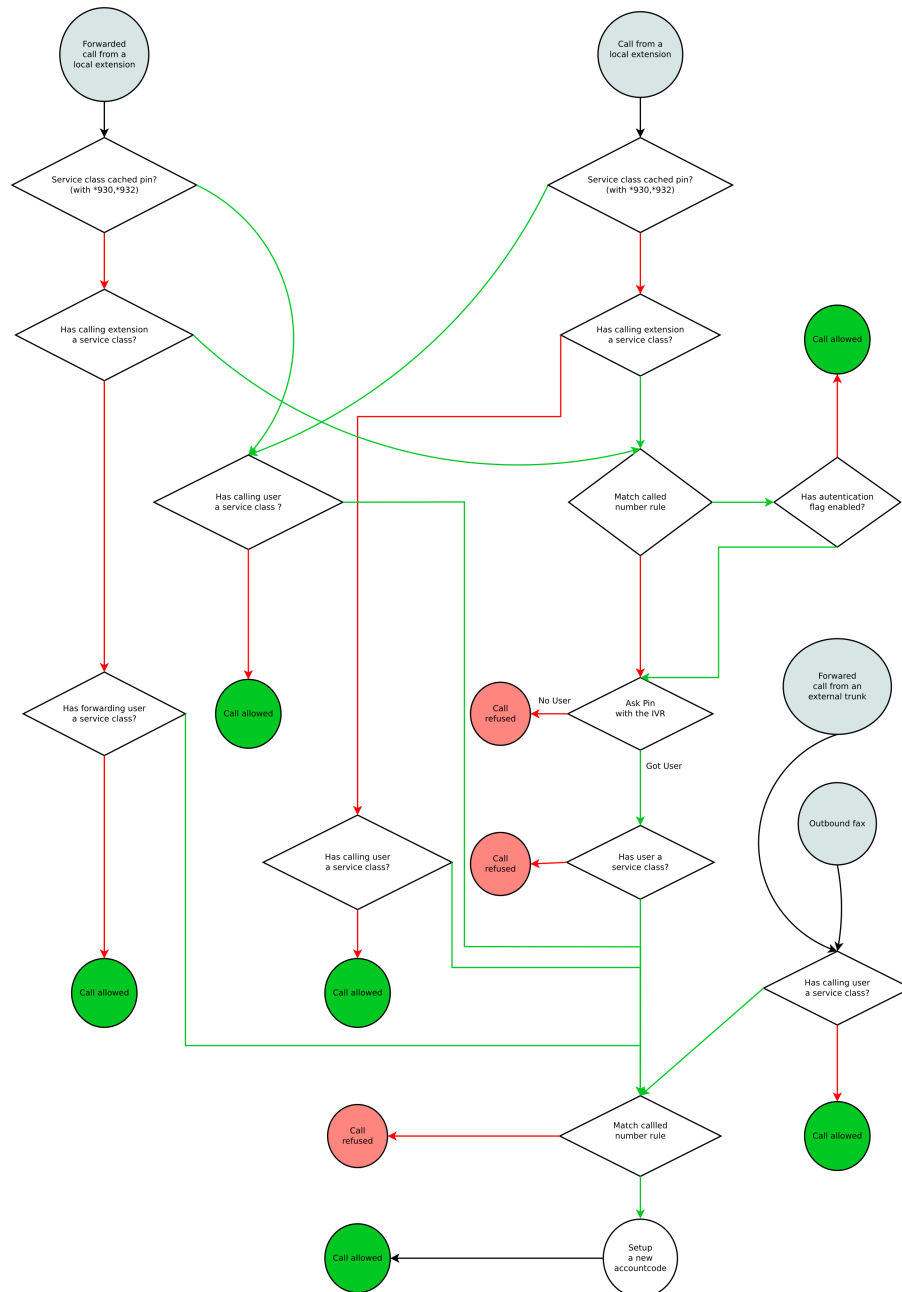 Forwarded
call from a
local extension
Call from a
local extension
Service class cached pin?
(with *930,*932)
Service class cached pin?
(with *930,*932)
Has calling extension
a service class?
Has calling extension
a service class?
Call allowed
Has calling user
a service class ?
Match called
number rule
Has autentication
flag enabled?
Forwared
call from an
external trunk
Has forwarding user
a service class?
Call allowed
Call
refused
No User
Ask Pin
with the IVR
Got User
Outbound fax
Has calling user
a service class?
Call
refused
Has user a
service class?
Call allowed
Call allowed
Has calling user
a service class?
Call
refused
Match callled
number rule
Call allowed
Call allowed
Setup
a new
accountcode